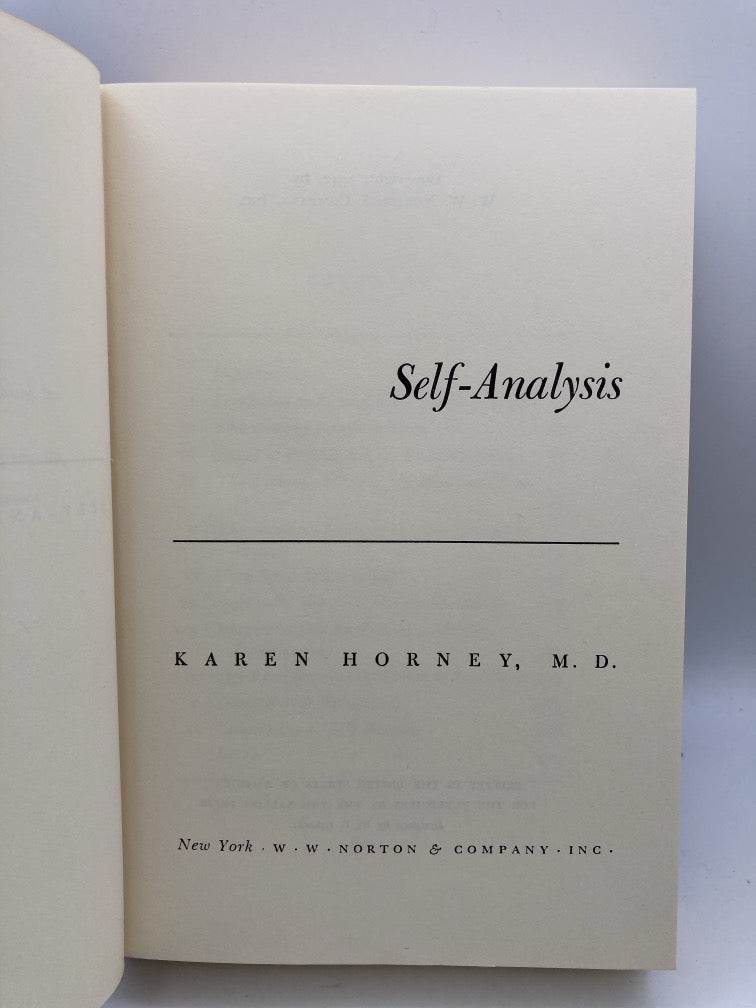 Self-Analysis
KAREN HORNEY, M. D.
New York · W · W · NORTON & COMPANY · INC ·